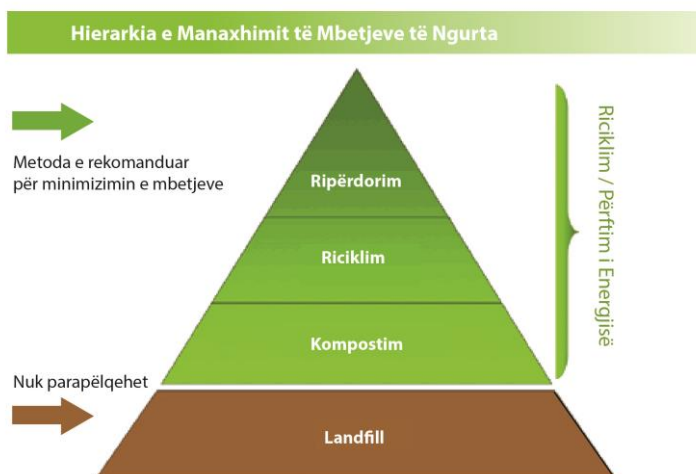 Hierarkia e Manaxhimit të Mbetjeve të Ngurta
Metoda e rekomanduar
për minimizimin e mbetjeve
Ripërdorim
Riciklim
Kompostim
Riciklim / Përftim i Energjisë
Nuk parapëlqehet
Landfill